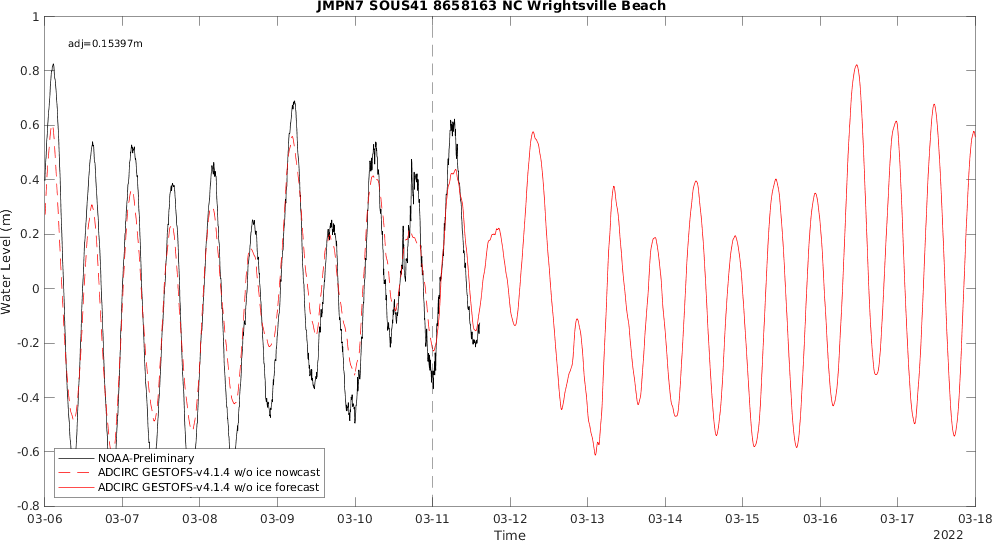 JMPN7 SOUS41 8658163 NC Wrightsville Beach
adj=0.15397m
1
0.8
0.6
0.4
0.2
0
-0.2
-0.4
-0.6
-0.8
Water Level (m)
NOAA-Preliminary
ADCIRC GESTOFS-v4.1.4 w/o ice nowcast
ADCIRC GESTOFS-v4.1.4 w/o ice forecast
03-06 03-07 03-08 03-09 03-10 03-11 03-12 03-13 03-14 03-15 03-16 03-17 03-18
Time
2022